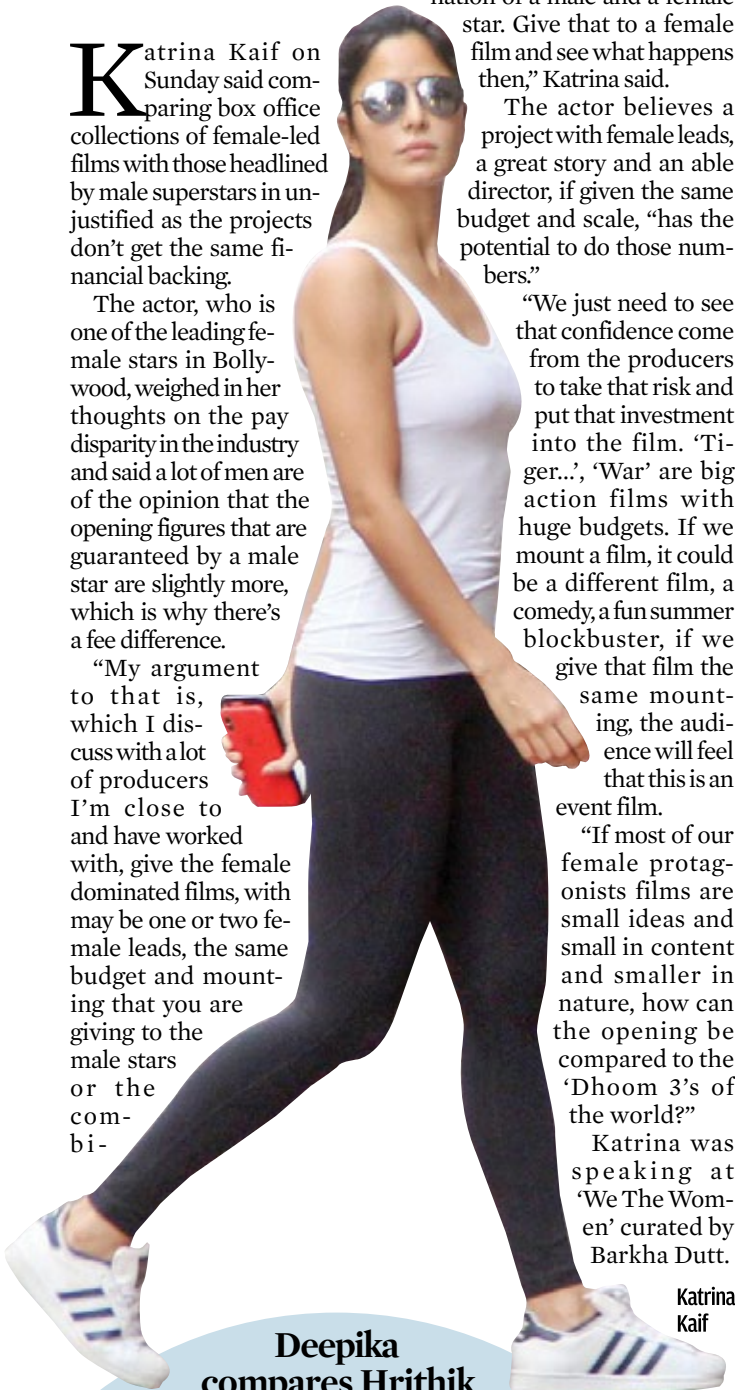 Katrina Kaif on
Sunday said com-
paring box office
collections of female-led
films with those headlined
by male superstars in un-
justified as the projects
don’t get the same fi-
nancial backing.
The actor, who is
one of the leading fe-
male stars in Bolly-
wood, weighed in her
thoughts on the pay
disparity in the industry
and said a lot of men are
of the opinion that the
opening figures that are
guaranteed by a male
star are slightly more,
which is why there’s
a fee difference.
“My argument
to that is,
which I dis-
cuss with a lot
of producers
I’m close to
and have worked
with, give the female
dominated films, with
may be one or two fe-
male leads, the same
budget and mount-
ing that you are
giving to the
male stars
or the
com-
bi-
nation of a male and a female
star. Give that to a female
film and see what happens
then,” Katrina said.
The actor believes a
project with female leads,
a great story and an able
director, if given the same
budget and scale, “has the
potential to do those num-
bers.”
“We just need to see
that confidence come
from the producers
to take that risk and
put that investment
into the film. ‘Ti-
ger...’, ‘War’ are big
action films with
huge budgets. If we
mount a film, it could
be a different film, a
comedy, a fun summer
blockbuster, if we
give that film the
same mount-
ing, the audi-
ence will feel
that this is an
event film.
“If most of our
female protag-
onists films are
small ideas and
small in content
and smaller in
nature, how can
the opening be
compared to the
‘Dhoom 3’s of
the world?”
Katrina was
speaking at
‘We The Wom-
en’ curated by
Barkha Dutt.
Katrina
Kaif
Deepika
compares Hrithik